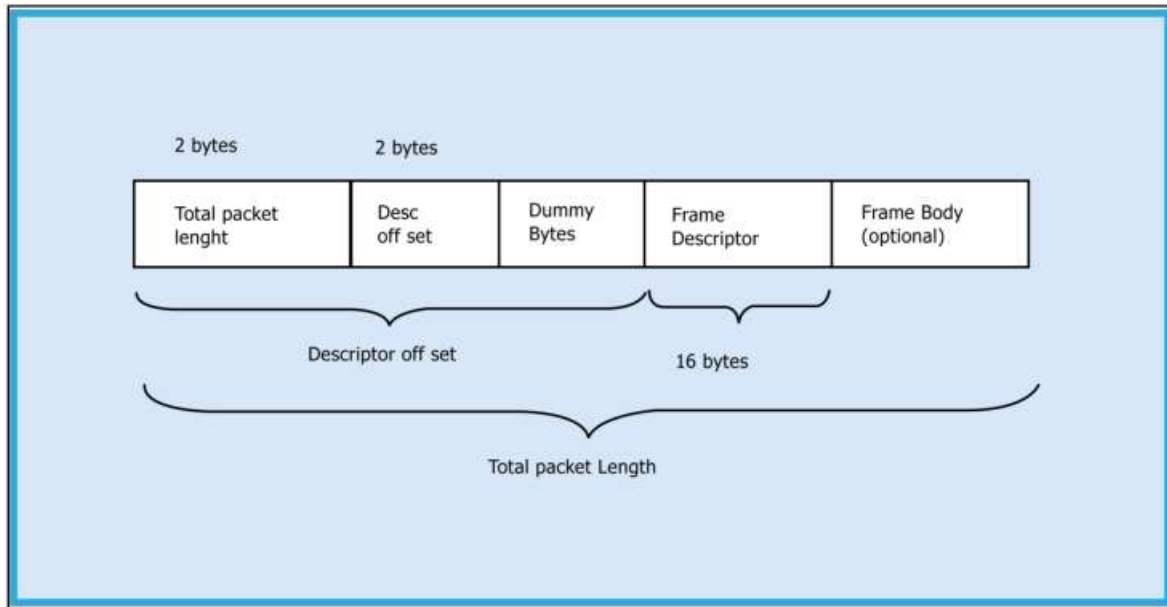 2 bytes
2 bytes
Total packet
lenght
Desc
off set
Dummy
Bytes
Frame
Descriptor
Frame Body
(optional)
Descriptor off set
16 bytes
Total packet Length